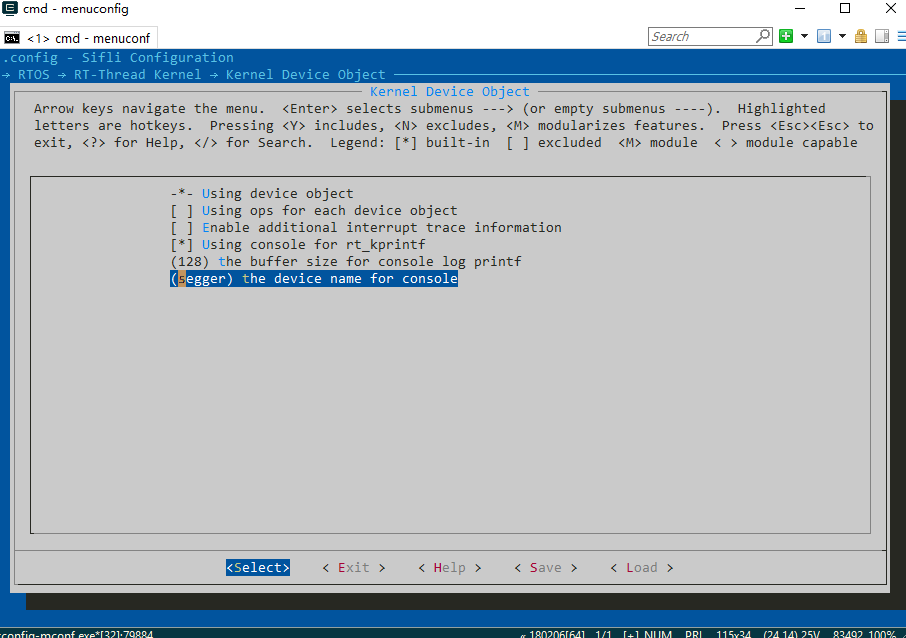 cmd - menuconfig
<1> cmd - menuconf
Search
.config - Sifli Configuration
→ RTOS → RT-Thread Kernel → Kernel Device Object
Kernel Device Object
Arrow keys navigate the menu.  <Enter> selects submenus ---> (or empty submenus ----).  Highlighted
letters are hotkeys.  Pressing <Y> includes, <N> excludes, <M> modularizes features.  Press <Esc><Esc> to
exit, <?> for Help, </> for Search.  Legend: [*] built-in  [ ] excluded  <M> module  < > module capable
-*- Using device object
[ ] Using ops for each device object
[ ] Enable additional interrupt trace information
[*] Using console for rt_kprintf
(128) the buffer size for console log printf
(segger) the device name for console
<Select>    < Exit >    < Help >    < Save >    < Load >
config-mconf.exe*[32]:79884    « 180206[64]  1/1  [+] NUM  PRI  115x34  (24,14) 25V  83492 100%